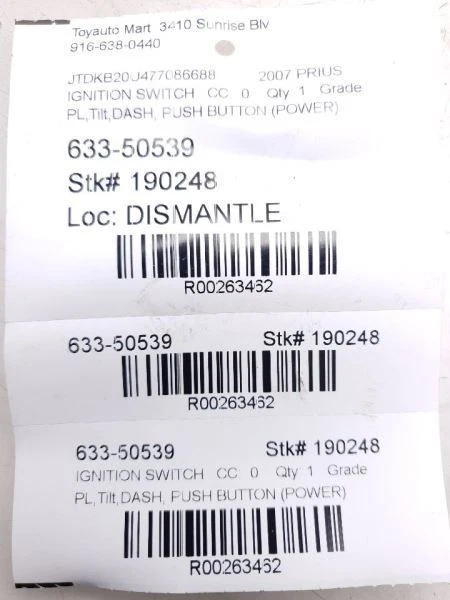 Toyauto Mart 3410 Sunrise Blv
916-638-0440
JTDKB20U477086688 2007 PRIUS
IGNITION SWITCH CC: 0 Qty: 1 Grade
PL,Tilt,DASH, PUSH BUTTON (POWER)
633-50539
Stk# 190248
Loc: DISMANTLE
R00263462
633-50539 Stk# 190248
R00263462
633-50539 Stk# 190248
IGNITION SWITCH CC: 0 Qty: 1 Grade
PL,Tilt,DASH, PUSH BUTTON (POWER)
R00263462